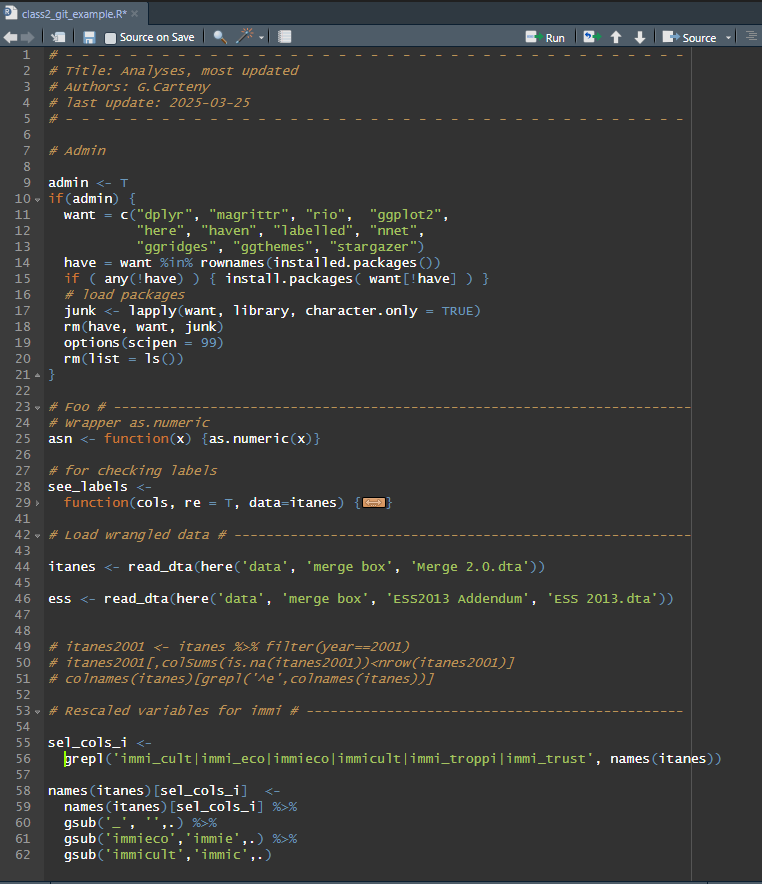 class2_git_example.R*
Source on Save Run Source
1 # - - - - - - - - - - - - - - - - - - - - - - - - - - - - - - - - - - - - - - -
2 # Title: Analyses, most updated
3 # Authors: G.Carteny
4 # last update: 2025-03-25
5 # - - - - - - - - - - - - - - - - - - - - - - - - - - - - - - - - - - - - - - -
6
7 # Admin
8
9 admin <- T
10 if(admin) {
11   want = c("dplyr", "magrittr", "rio",  "ggplot2",
12            "here", "haven", "labelled", "nnet",
13            "ggridges", "ggthemes", "stargazer")
14   have = want %in% rownames(installed.packages())
15   if ( any(!have) ) { install.packages( want[!have] ) }
16   # load packages
17   junk <- lapply(want, library, character.only = TRUE)
18   rm(have, want, junk)
19   options(scipen = 99)
20   rm(list = ls())
21 }
22
23 # Foo # ------------------------------------------------------------------------
24 # Wrapper as.numeric
25 asn <- function(x) {as.numeric(x)}
26
27 # for checking labels
28 see_labels <-
29   function(cols, re = T, data=itanes) {}
41
42 # Load wrangled data # ---------------------------------------------------------
43
44 itanes <- read_dta(here('data', 'merge box', 'Merge 2.0.dta'))
45
46 ess <- read_dta(here('data', 'merge box', 'ESS2013 Addendum', 'ESS 2013.dta'))
47
48
49 # itanes2001 <- itanes %>% filter(year==2001)
50 # itanes2001[,colSums(is.na(itanes2001))<nrow(itanes2001)]
51 # colnames(itanes)[grepl('^e',colnames(itanes))]
52
53 # Rescaled variables for immi # -----------------------------------------------
54
55 sel_cols_i <-
56   grepl('immi_cult|immi_eco|immieco|immicult|immi_troppi|immi_trust', names(itanes))
57
58 names(itanes)[sel_cols_i]  <-
59   names(itanes)[sel_cols_i] %>%
60   gsub('_', '',.) %>%
61   gsub('immieco','immie',.) %>%
62   gsub('immicult','immic',.)